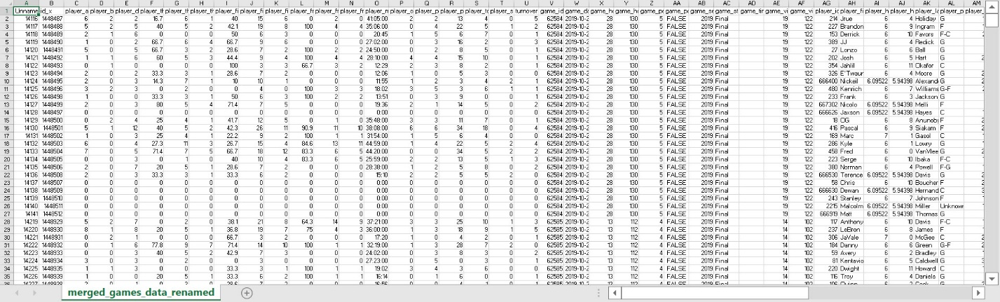 A B C D E F G H I J K L M N O P Q R S T U V W X Y Z AA AB AC AD AE AF AG AH AI AJ AK AL AM
1 Unname id_x player_a player_b player_d player_th player_th player_th player_fi player_fi player_fi player_fr player_fr player_fr player_m player_o player_p player_p player_r player_s player_t turnover game_id game_da game_h game_ho game_pe game_pc game_se game_st game_tir game_vi game_vi player_ic player_fi player_h player_h player_la player_p player_
2 14116 1448487 6 2 2 16.7 6 1 40 15 6 0 0 0 41:05:00 2 2 13 4 1 5 62584 2019-10-2 28 130 5 FALSE 2019 Final 19 122 214 Jrue 6 4 Holiday G
3 14117 1448488 5 2 5 40 5 2 42.1 19 8 100 4 4 35:06:00 0 4 22 5 1 2 62584 2019-10-2 28 130 5 FALSE 2019 Final 19 122 227 Brandon 6 9 Ingram F
4 14118 1448489 2 1 6 0 0 0 50 6 3 0 0 0 20:45 1 5 6 7 0 1 62584 2019-10-2 28 130 5 FALSE 2019 Final 19 122 153 Derrick 6 10 Favors F-C
5 14119 1448490 1 0 2 66.7 6 4 66.7 9 6 0 0 0 27:02:00 0 3 16 2 0 3 62584 2019-10-2 28 130 5 FALSE 2019 Final 19 122 389 JJ 6 4 Redick G
6 14120 1448491 5 0 5 66.7 3 2 28.6 7 2 100 2 2 24:50:00 0 2 8 5 0 1 62584 2019-10-2 28 130 5 FALSE 2019 Final 19 122 27 Lonzo 6 6 Ball G
7 14121 1448492 1 1 6 60 5 3 44.4 9 4 100 4 4 28:10:00 4 4 15 10 0 1 62584 2019-10-2 28 130 5 FALSE 2019 Final 19 122 202 Josh 6 5 Hart G
8 14122 1448493 0 1 0 0 0 0 100 3 3 66.7 3 2 12:29 2 3 8 2 0 1 62584 2019-10-2 28 130 5 FALSE 2019 Final 19 122 354 Jahlil 6 11 Okafor C
9 14123 1448494 2 0 2 33.3 3 1 28.6 7 2 0 0 0 12:06 1 0 5 3 0 0 62584 2019-10-2 28 130 5 FALSE 2019 Final 19 122 326 E'Twaun 6 4 Moore G
10 14124 1448495 2 0 3 14.3 7 1 10 10 1 0 0 0 11:55 1 2 3 4 2 1 62584 2019-10-2 28 130 5 FALSE 2019 Final 19 122 666400 Nickeil 6.09522 5.94398 Alexand G
11 14125 1448496 3 2 3 0 2 0 0 4 0 100 3 3 18:02 3 5 3 6 1 1 62584 2019-10-2 28 130 5 FALSE 2019 Final 19 122 480 Kenrich 6 7 Williams G-F
12 14126 1448498 1 0 0 33.3 3 1 50 6 3 100 2 2 13:51 0 3 9 0 0 1 62584 2019-10-2 28 130 5 FALSE 2019 Final 19 122 233 Frank 6 3 Jackson G
13 14127 1448499 2 0 3 80 5 4 71.4 7 5 0 0 0 19:36 2 1 14 5 0 2 62584 2019-10-2 28 130 5 FALSE 2019 Final 19 122 667302 Nicolo 6.09522 5.94398 Melli F
14 14128 1448497 0 0 0 0 0 0 0 0 0 0 0 0 0:00 0 0 0 0 0 0 62584 2019-10-2 28 130 5 FALSE 2019 Final 19 122 666626 Jaxson 6.09522 5.94398 Hayes C
15 14129 1448500 0 2 4 25 4 1 41.7 12 5 0 1 0 35:48:00 3 3 11 7 0 1 62584 2019-10-2 28 130 5 FALSE 2019 Final 19 122 18 OG 6 8 Anunoby F
16 14130 1448501 5 1 12 40 5 2 42.3 26 11 90.9 11 10 38:08:00 6 6 34 18 0 4 62584 2019-10-2 28 130 5 FALSE 2019 Final 19 122 416 Pascal 6 9 Siakam F
17 14131 1448502 1 0 3 25 4 1 22.2 9 2 100 1 1 31:54:00 1 5 6 4 0 0 62584 2019-10-2 28 130 5 FALSE 2019 Final 19 122 169 Marc 7 1 Gasol C
18 14132 1448503 6 0 4 27.3 11 3 26.7 15 4 84.6 13 11 44:59:00 1 4 22 5 2 4 62584 2019-10-2 28 130 5 FALSE 2019 Final 19 122 286 Kyle 6 1 Lowry G
19 14133 1448504 7 0 5 71.4 7 5 66.7 18 12 83.3 6 5 44:20:00 0 0 34 5 2 2 62584 2019-10-2 28 130 5 FALSE 2019 Final 19 122 458 Fred 6 0 VanVlee G
20 14134 1448505 0 0 3 0 1 0 40 10 4 83.3 6 5 25:59:00 2 2 13 5 1 3 62584 2019-10-2 28 130 5 FALSE 2019 Final 19 122 223 Serge 6 10 Ibaka F-C
21 14135 1448506 2 0 7 20 5 1 28.6 7 2 0 0 0 28:38:00 1 2 5 8 0 2 62584 2019-10-2 28 130 5 FALSE 2019 Final 19 122 380 Norman 6 4 Powell F-G
22 14136 1448508 2 0 3 33.3 3 1 33.3 6 2 0 0 0 15:10 2 2 5 5 2 0 62584 2019-10-2 28 130 5 FALSE 2019 Final 19 122 666530 Terence 6.09522 5.94398 Davis G
23 14137 1448507 0 0 0 0 0 0 0 0 0 0 0 0 0:00 0 0 0 0 0 0 62584 2019-10-2 28 130 5 FALSE 2019 Final 19 122 58 Chris 6 10 Boucher F
24 14138 1448509 0 0 0 0 0 0 0 0 0 0 0 0 0:00 0 0 0 0 0 0 62584 2019-10-2 28 130 5 FALSE 2019 Final 19 122 666630 Dewan 6.09522 5.94398 Hernand C
25 14139 1448510 0 0 0 0 0 0 0 0 0 0 0 0 0:00 0 0 0 0 0 0 62584 2019-10-2 28 130 5 FALSE 2019 Final 19 122 243 Stanley 6 7 Johnson F
26 14140 1448511 0 0 0 0 0 0 0 0 0 0 0 0 0:00 0 0 0 0 0 0 62584 2019-10-2 28 130 5 FALSE 2019 Final 19 122 2215 Malcolm 6.09522 5.94398 Miller Unknown
27 14141 1448512 0 0 0 0 0 0 0 0 0 0 0 0 0:00 0 0 0 0 0 0 62584 2019-10-2 28 130 5 FALSE 2019 Final 19 122 666919 Matt 6.09522 5.94398 Thomas G
28 14219 1448929 5 2 7 0 2 0 38.1 21 8 64.3 14 9 37:21:00 3 3 25 10 1 3 62585 2019-10-2 13 112 4 FALSE 2019 Final 14 102 117 Anthony 6 10 Davis F-C
29 14220 1448930 8 1 8 20 5 1 36.8 19 7 75 4 3 36:00:00 1 3 18 9 1 5 62585 2019-10-2 13 112 4 FALSE 2019 Final 14 102 237 LeBron 6 8 James F
30 14221 1448931 0 2 1 0 0 0 66.7 3 2 0 0 0 17:20 1 0 4 2 0 1 62585 2019-10-2 13 112 4 FALSE 2019 Final 14 102 306 JaVale 7 0 McGee C
31 14222 1448932 0 1 6 77.8 9 7 71.4 14 10 100 1 1 32:19:00 1 3 28 7 2 0 62585 2019-10-2 13 112 4 FALSE 2019 Final 14 102 184 Danny 6 6 Green G-F
32 14223 1448933 0 0 3 40 5 2 42.9 7 3 0 0 0 24:02:00 0 3 8 3 0 2 62585 2019-10-2 13 112 4 FALSE 2019 Final 14 102 59 Avery 6 2 Bradley G
33 14224 1448934 0 3 0 2 0 0 3 0 0 0 0 27:23:00 0 5 0 3 0 1 62585 2019-10-2 13 112 4 FALSE 2019 Final 14 102 81 Kentavio 6 5 Caldwell G
34 14225 1448935 1 1 3 0 0 0 33.3 3 1 100 1 1 19:02 4 3 3 6 0 0 62585 2019-10-2 13 112 4 FALSE 2019 Final 14 102 220 Dwight 6 11 Howard C
35 14226 1448939 0 0 0 20 5 1 33.3 6 2 100 1 1 16:14 0 1 6 0 0 1 62585 2019-10-2 13 112 4 FALSE 2019 Final 14 102 116 Troy 6 4 Daniels G
merged_games_data_renamed